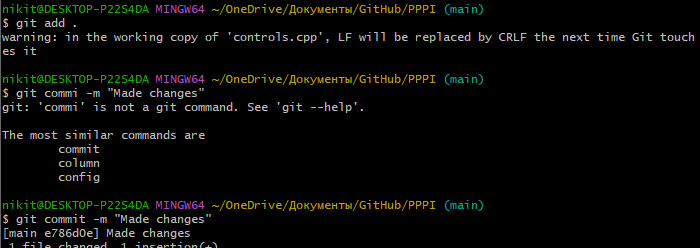 nikit@DESKTOP-P22S4DA MINGW64 ~/OneDrive/Документы/GitHub/PPPI (main)
$ git add .
warning: in the working copy of 'controls.cpp', LF will be replaced by CRLF the next time Git touch
es it
nikit@DESKTOP-P22S4DA MINGW64 ~/OneDrive/Документы/GitHub/PPPI (main)
$ git commi -m "Made changes"
git: 'commi' is not a git command. See 'git --help'.
The most similar commands are
commit
column
config
nikit@DESKTOP-P22S4DA MINGW64 ~/OneDrive/Документы/GitHub/PPPI (main)
$ git commit -m "Made changes"
[main e786d0e] Made changes
1 file changed, 1 insertion(+)